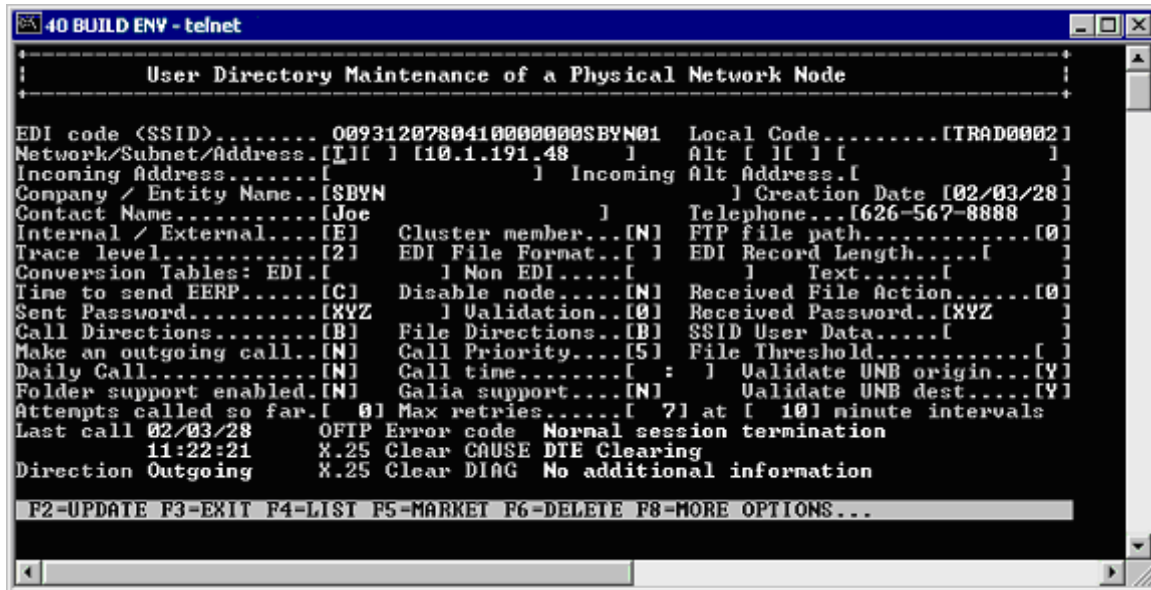 40 BUILD ENV - telnet
User Directory Maintenance of a Physical Network Node
EDI code (SSID)........ O0931207804100000000SBYN01 Local Code.........[TRAD0002]
Network/Subnet/Address.[I][ ] [10.1.191.48 ] Alt [ ][ ] [ ]
Incoming Address.......[ ] Incoming Alt Address.[ ]
Company / Entity Name..[SBYN ] Creation Date [02/03/28]
Contact Name...........[Joe ] Telephone...[626-567-8888 ]
Internal / External....[E] Cluster member...[N] FTP file path..............[0]
Trace level............[2] EDI File Format..[ ] EDI Record Length.....[ ]
Conversion Tables: EDI.[ ] Non EDI.....[ ] Text......[ ]
Time to send EERP......[C] Disable node.....[N] Received File Action.......[0]
Sent Password..........[XYZ ] Validation..[0] Received Password..[XYZ ]
Call Directions........[B] File Directions..[B] SSID User Data.....[ ]
Make an outgoing call..[N] Call Priority....[5] File Threshold.............[ ]
Daily Call.............[N] Call time........[ : ] Validate UNB origin...[Y]
Folder support enabled.[N] Galia support....[N] Validate UNB dest.....[Y]
Attempts called so far.[ 0] Max retries......[ 7] at [ 10] minute intervals
Last call 02/03/28 OFTP Error code Normal session termination
11:22:21 X.25 Clear CAUSE DTE Clearing
Direction Outgoing X.25 Clear DIAG No additional information
F2=UPDATE F3=EXIT F4=LIST F5=MARKET F6=DELETE F8=MORE OPTIONS...